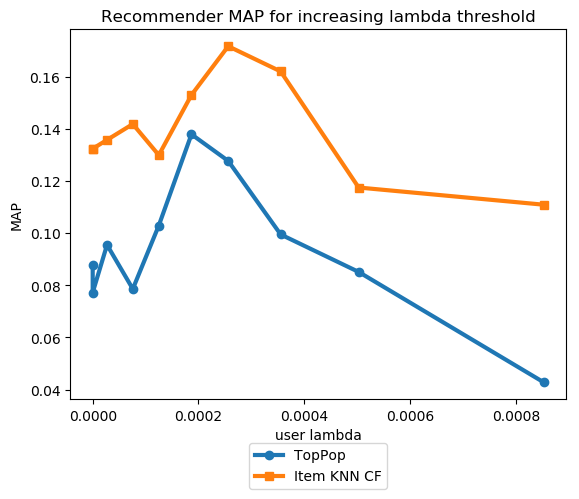 Recommender MAP for increasing lambda threshold
MAP
0.16
0.14
0.12
0.10
0.08
0.06
0.04
0.0000 0.0002 0.0004 0.0006 0.0008
user lambda
TopPop
Item KNN CF